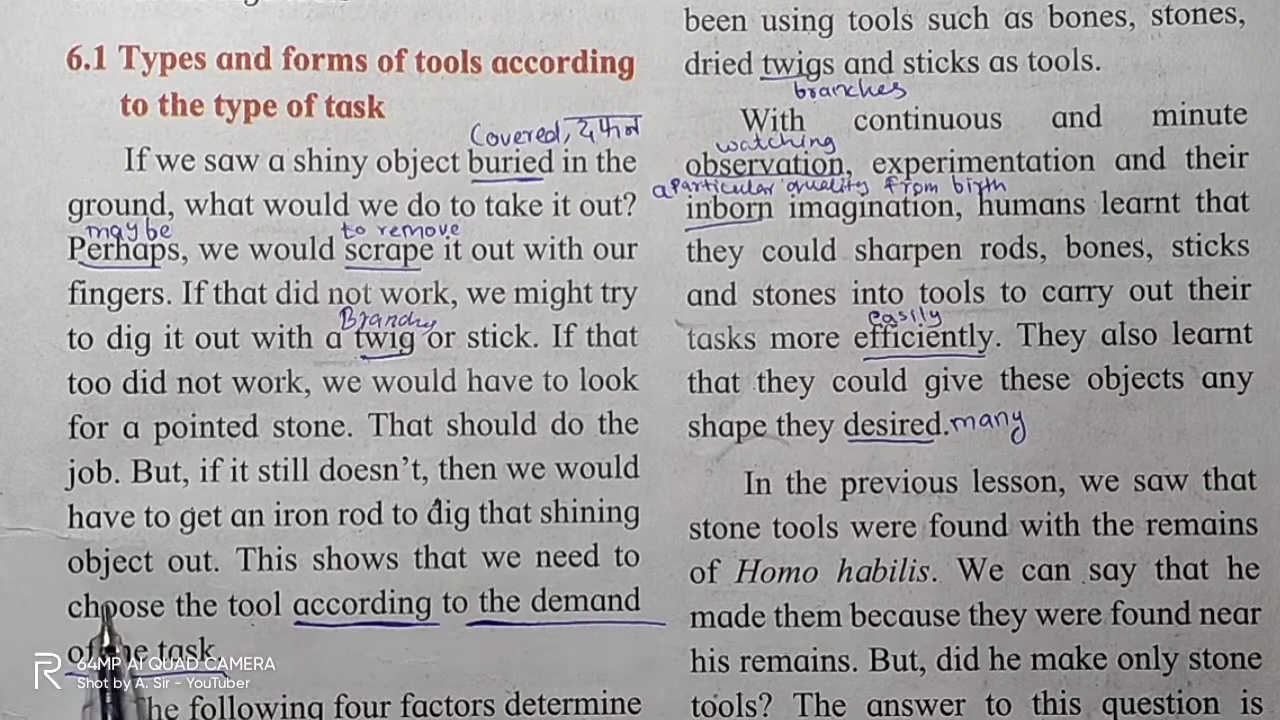 6.1 Types and forms of tools according
to the type of task
Covered,
If we saw a shiny object buried in the
ground, what would we do to take it out?
may be to remove
Perhaps, we would scrape it out with our
fingers. If that did not work, we might try
Branch
to dig it out with a twig or stick. If that
too did not work, we would have to look
for a pointed stone. That should do the
job. But, if it still doesn't, then we would
have to get an iron rod to dig that shining
object out. This shows that we need to
choose the tool according to the demand
of the task.
The following four factors determine
been using tools such as bones, stones,
dried twigs and sticks as tools.
branches
With continuous and minute
watching
observation, experimentation and their
a particular quality from birth
inborn imagination, humans learnt that
they could sharpen rods, bones, sticks
and stones into tools to carry out their
easily
tasks more efficiently. They also learnt
that they could give these objects any
shape they desired. many
In the previous lesson, we saw that
stone tools were found with the remains
of Homo habilis. We can say that he
made them because they were found near
his remains. But, did he make only stone
tools? The answer to this question is
64MP AI QUAD CAMERA
Shot by A. Sir - YouTuber